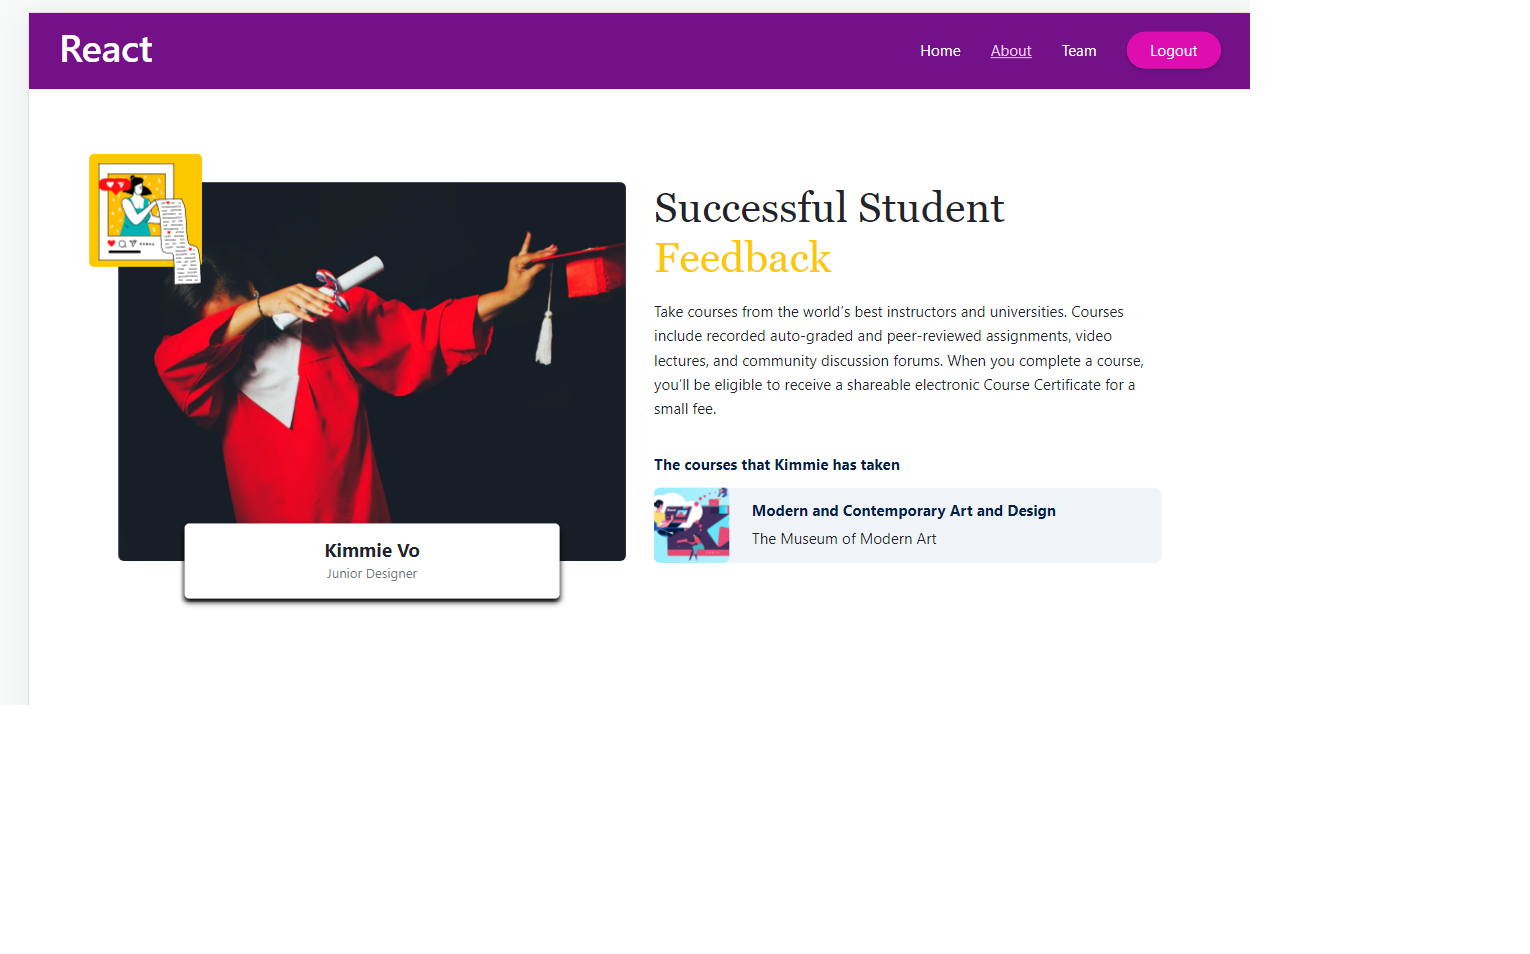 React
Home
About
Team
Logout
Successful Student
Feedback
Take courses from the world's best instructors and universities. Courses
include recorded auto-graded and peer-reviewed assignments, video
lectures, and community discussion forums. When you complete a course,
you'll be eligible to receive a shareable electronic Course Certificate for a
small fee.
The courses that Kimmie has taken
Modern and Contemporary Art and Design
The Museum of Modern Art
Kimmie Vo
Junior Designer